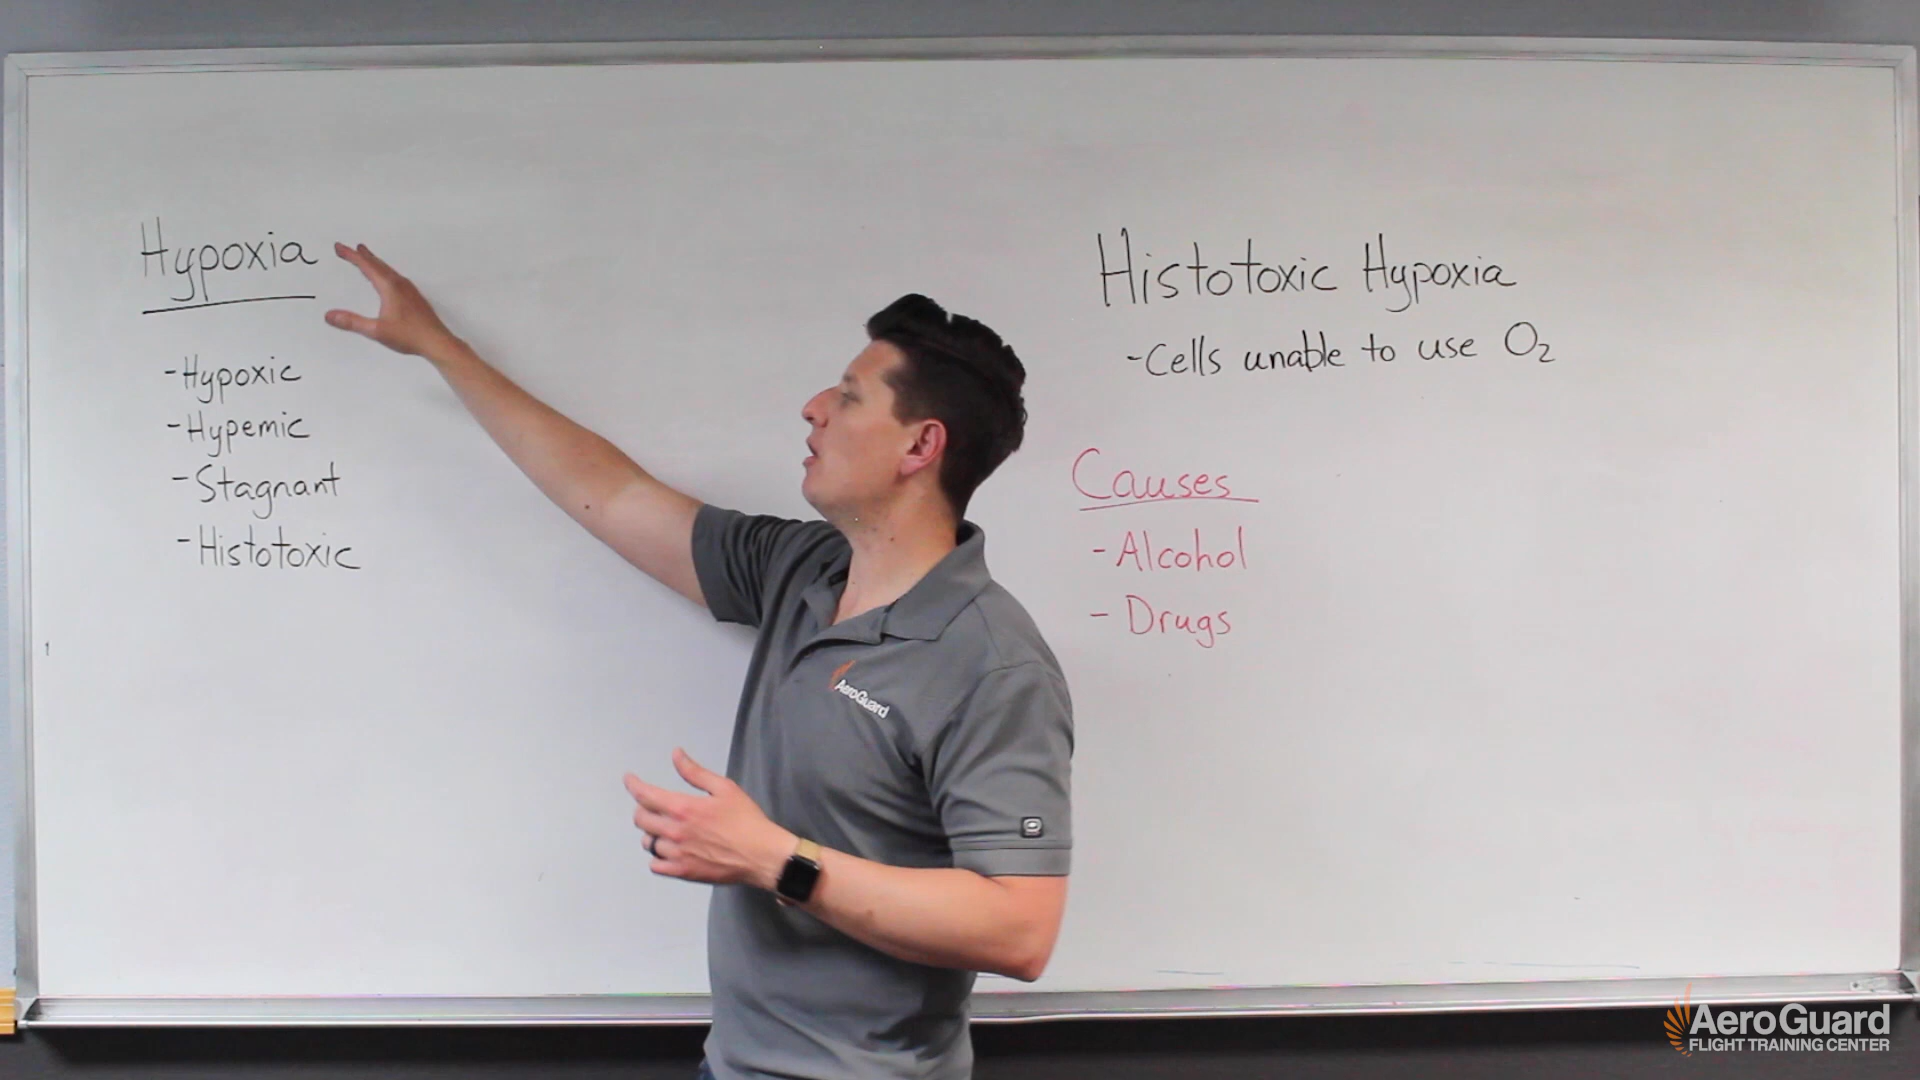 Hypoxia
-Hypoxic
-Hypemic
-Stagnant
-Histotoxic
Histotoxic Hypoxia
-Cells unable to use O₂
Causes
-Alcohol
- Drugs
AeroGuard
AeroGuard
FLIGHT TRAINING CENTER